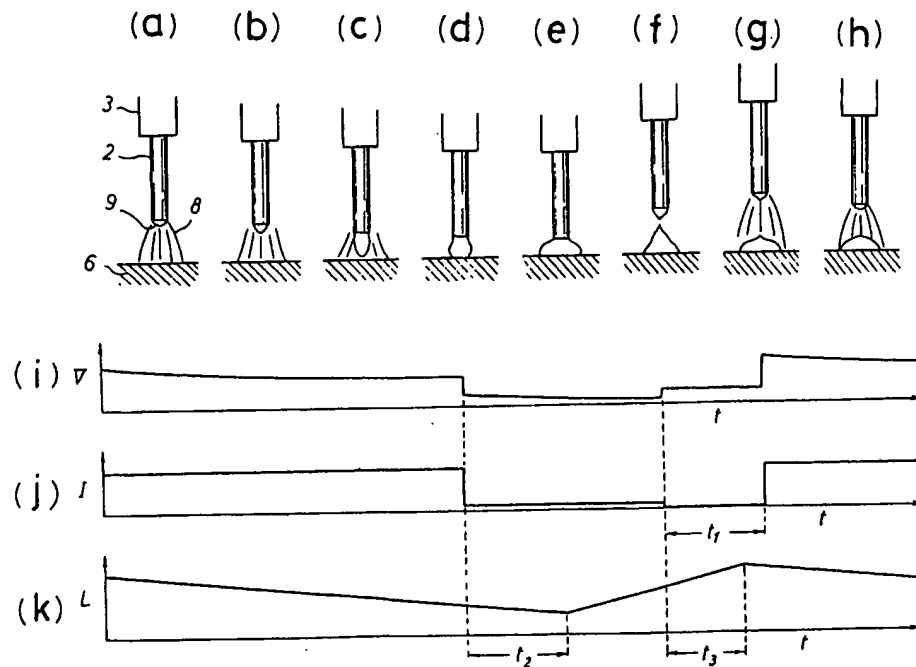 (a) (b) (c) (d) (e) (f) (g) (h)
3
2
9 8
6
(i) V t
(j) I t
t₁
(k) L t
t₂ t₃